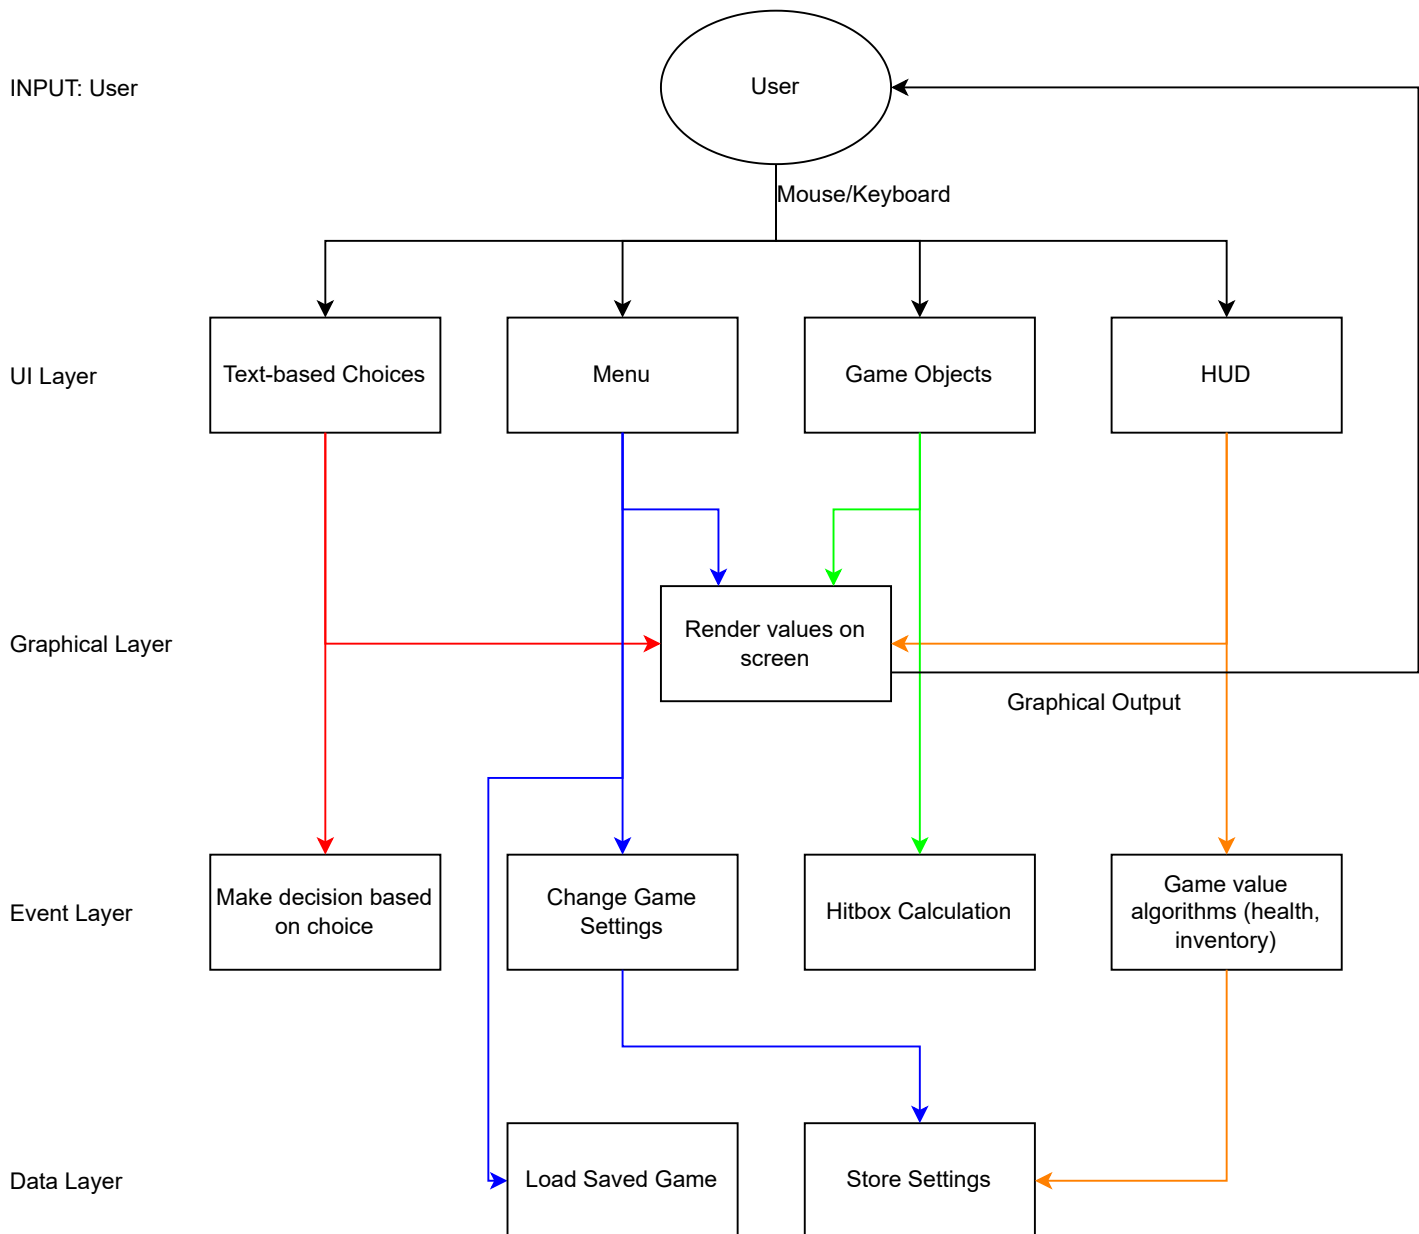 INPUT: User
User
Mouse/Keyboard
UI Layer
Text-based Choices
Menu
Game Objects
HUD
Graphical Layer
Render values on
screen
Graphical Output
Event Layer
Make decision based
on choice
Change Game
Settings
Hitbox Calculation
Game value
algorithms (health,
inventory)
Data Layer
Load Saved Game
Store Settings